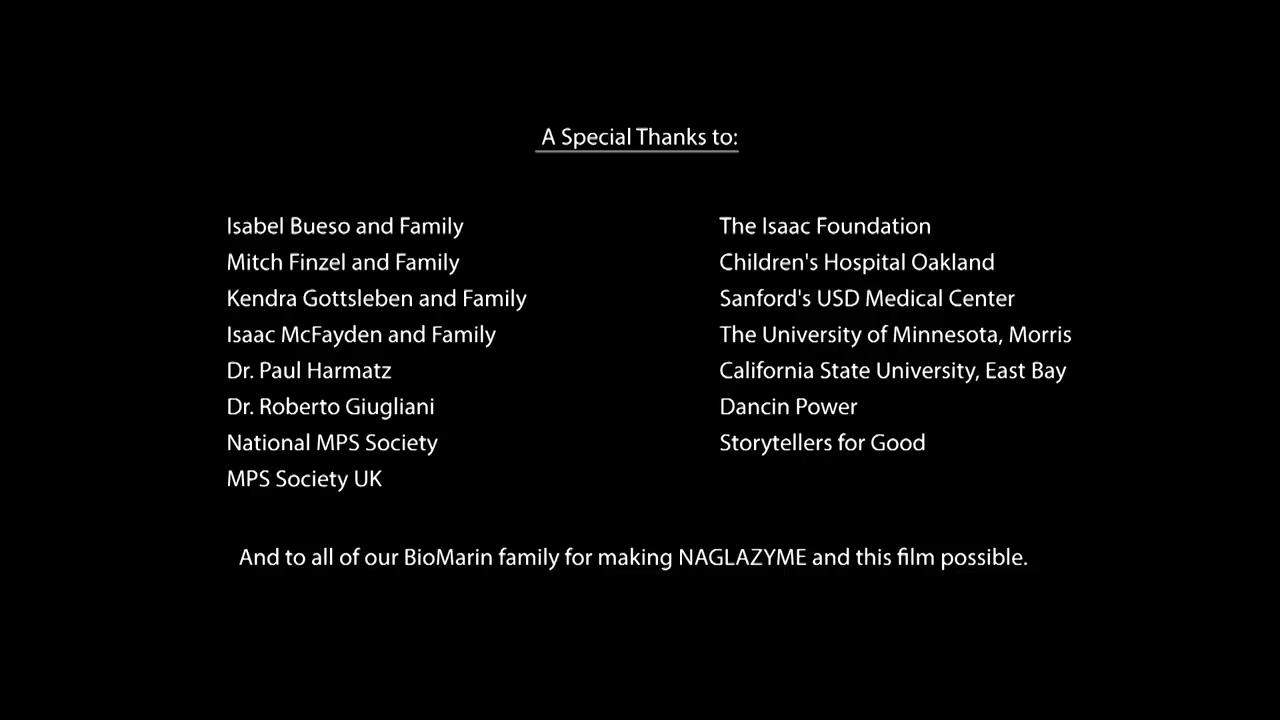 A Special Thanks to:
Isabel Bueso and Family
Mitch Finzel and Family
Kendra Gottsleben and Family
Isaac McFayden and Family
Dr. Paul Harmatz
Dr. Roberto Giugliani
National MPS Society
MPS Society UK
The Isaac Foundation
Children's Hospital Oakland
Sanford's USD Medical Center
The University of Minnesota, Morris
California State University, East Bay
Dancin Power
Storytellers for Good
And to all of our BioMarin family for making NAGLAZYME and this film possible.